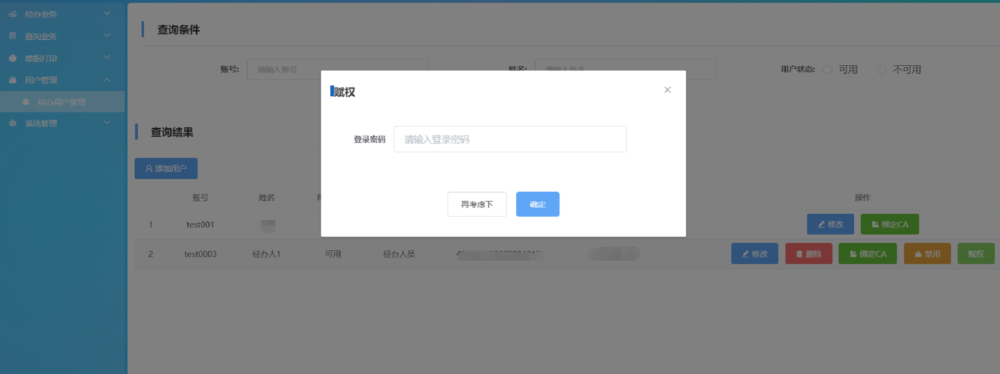 经办业务
查询业务
单据打印
用户管理
经办用户管理
系统管理
查询条件
账号: 请输入账号 姓名: 请输入姓名 用户状态: 可用 不可用
赋权
登录密码 请输入登录密码
再考虑下 确定
查询结果
添加用户
账号 姓名 操作
1 test001 修改 绑定CA
2 test0003 经办人1 可用 经办人员 修改 删除 绑定CA 禁用 赋权